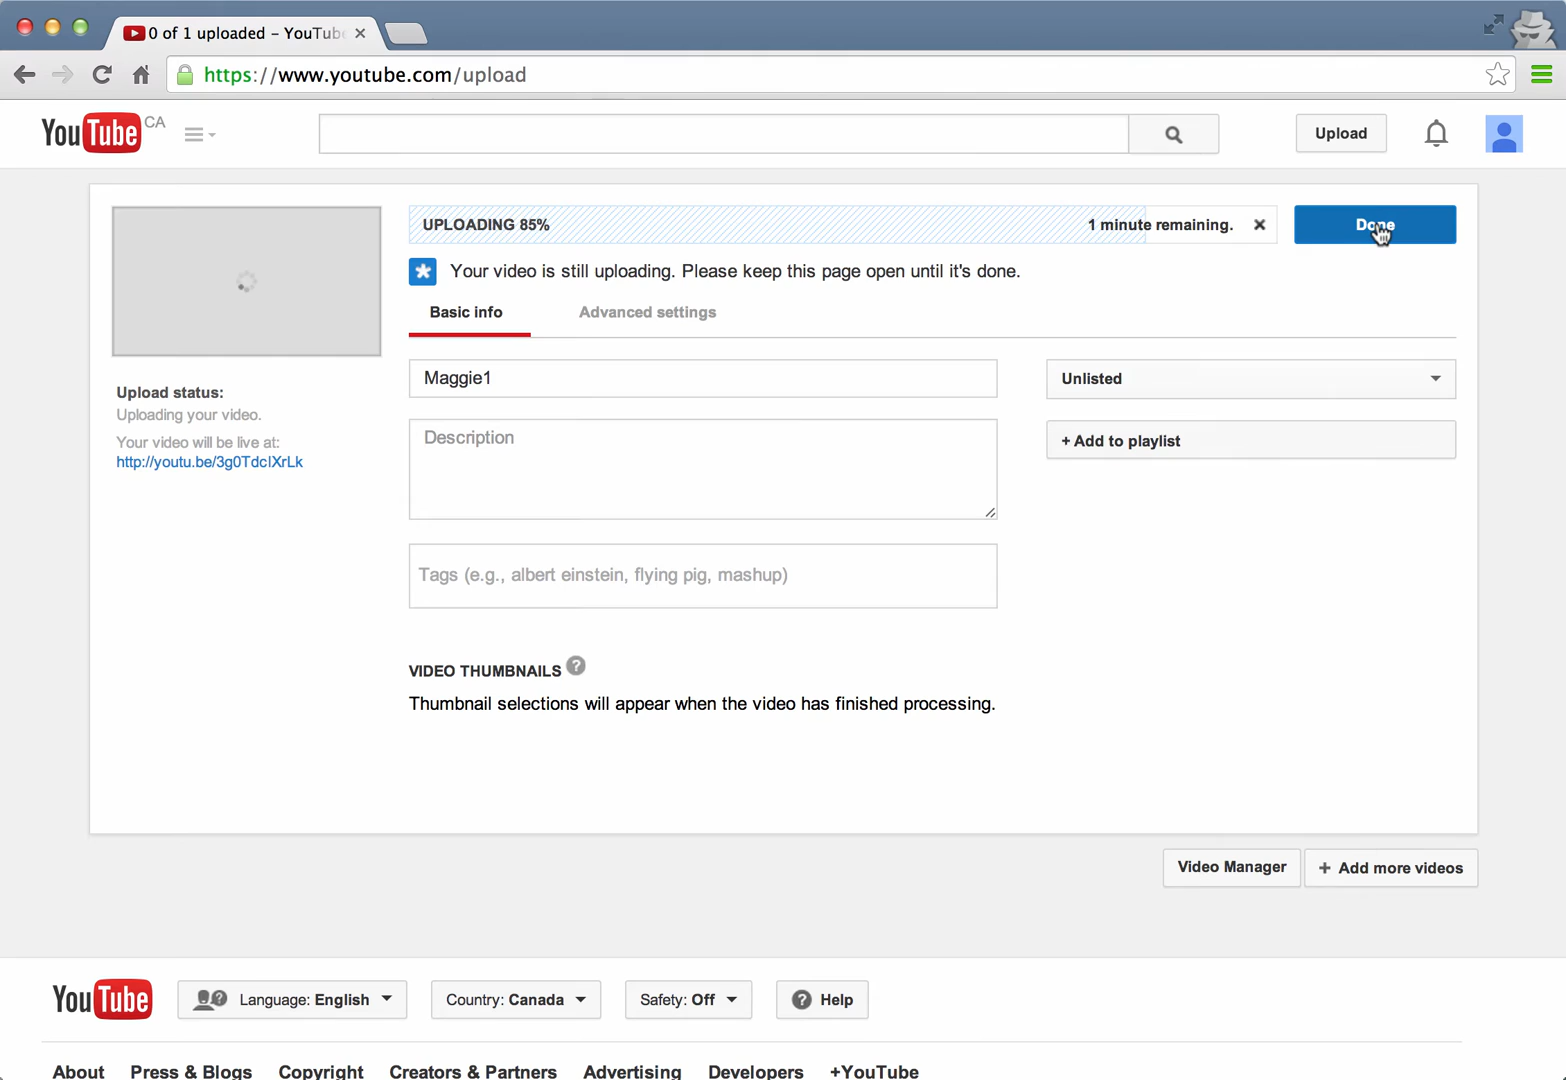 0 of 1 uploaded – YouTube
https://www.youtube.com/upload
YouTube CA
Upload
UPLOADING 85%
1 minute remaining.
Done
Your video is still uploading. Please keep this page open until it's done.
Basic info
Advanced settings
Maggie1
Unlisted
Description
+ Add to playlist
Upload status:
Uploading your video.
Your video will be live at:
http://youtu.be/3g0TdclXrLk
Tags (e.g., albert einstein, flying pig, mashup)
VIDEO THUMBNAILS ?
Thumbnail selections will appear when the video has finished processing.
Video Manager
+ Add more videos
YouTube
Language: English
Country: Canada
Safety: Off
? Help
About
Press & Blogs
Copyright
Creators & Partners
Advertising
Developers
+YouTube